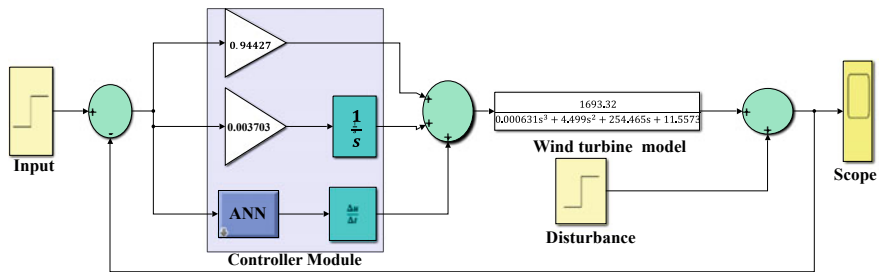 0.94427
+
+
-
Input
0.003703
1
s
+
+
+
1693.32
0.000631s³ + 4.499s² + 254.465s + 11.5573
Wind turbine model
+
+
Scope
ANN
Δu
Δt
Disturbance
Controller Module